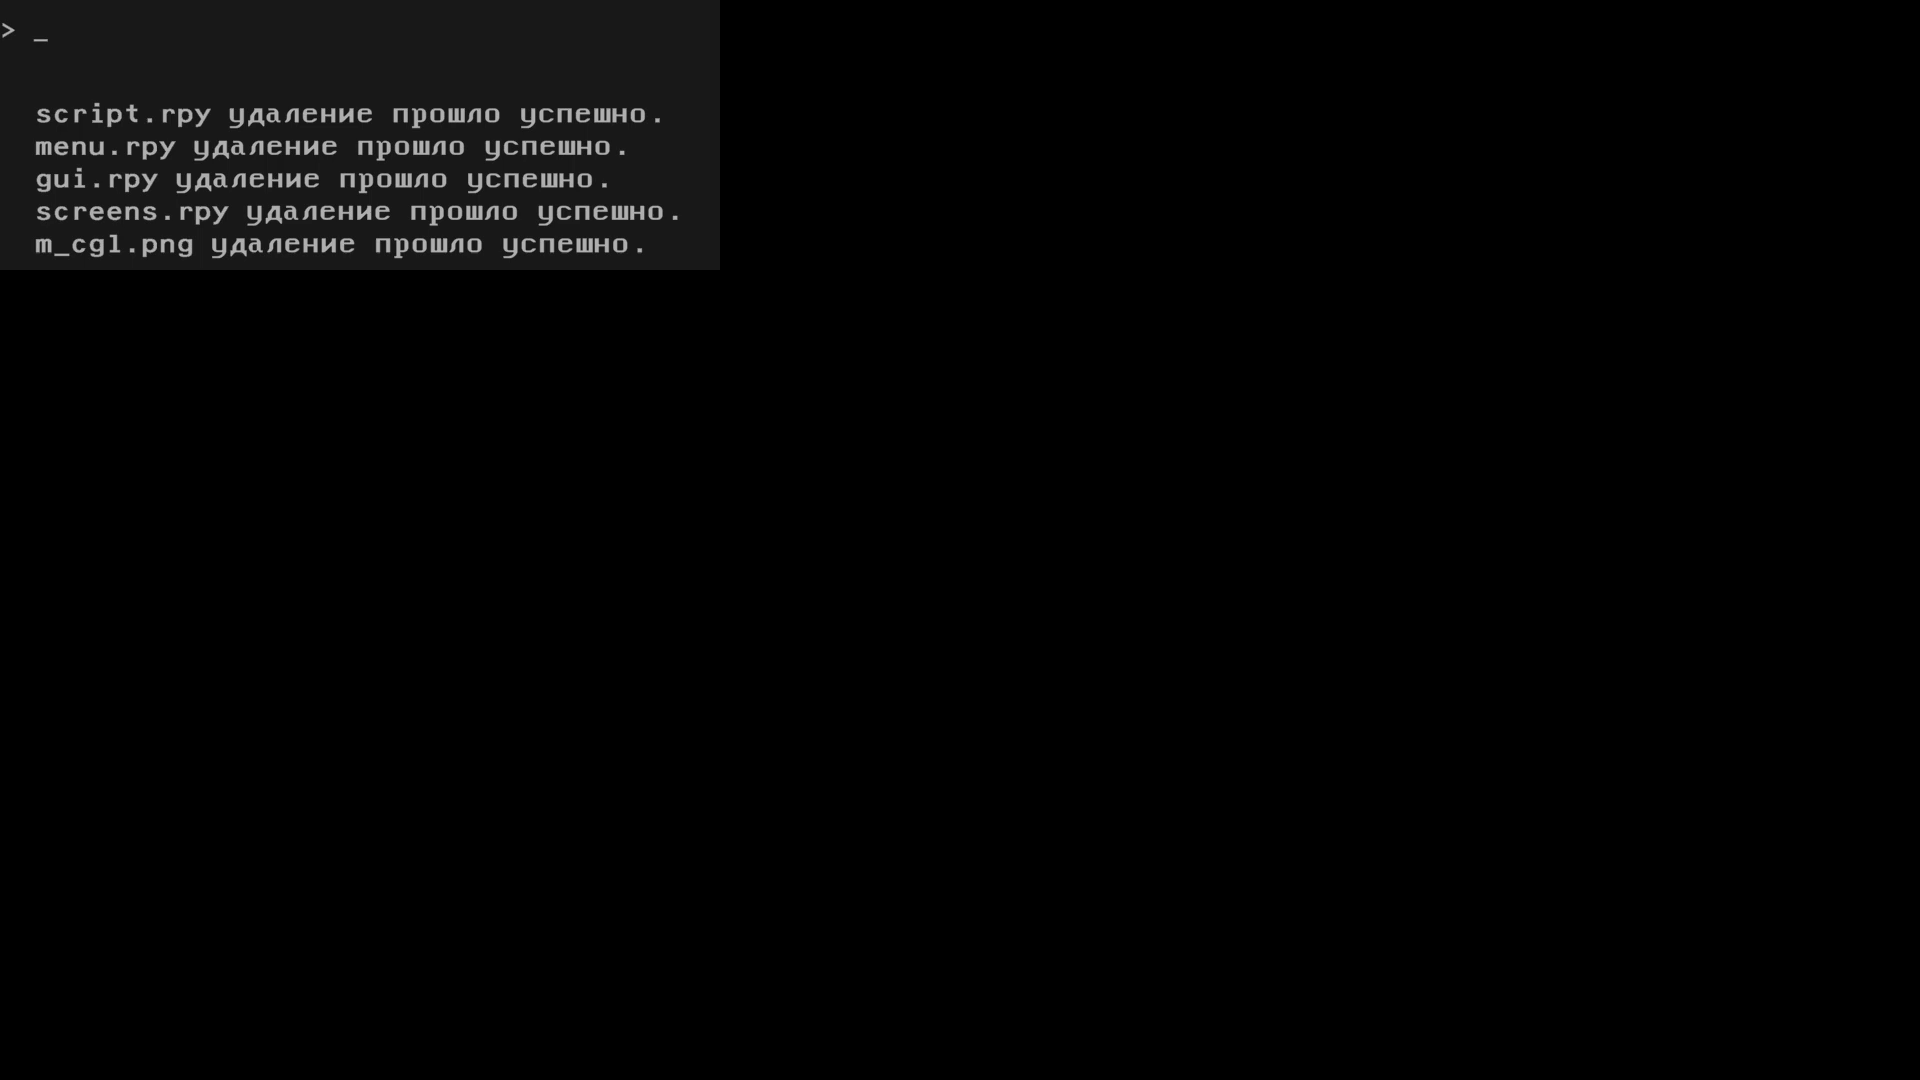 > _
script.rpy удаление прошло успешно.
menu.rpy удаление прошло успешно.
gui.rpy удаление прошло успешно.
screens.rpy удаление прошло успешно.
m_cgl.png удаление прошло успешно.